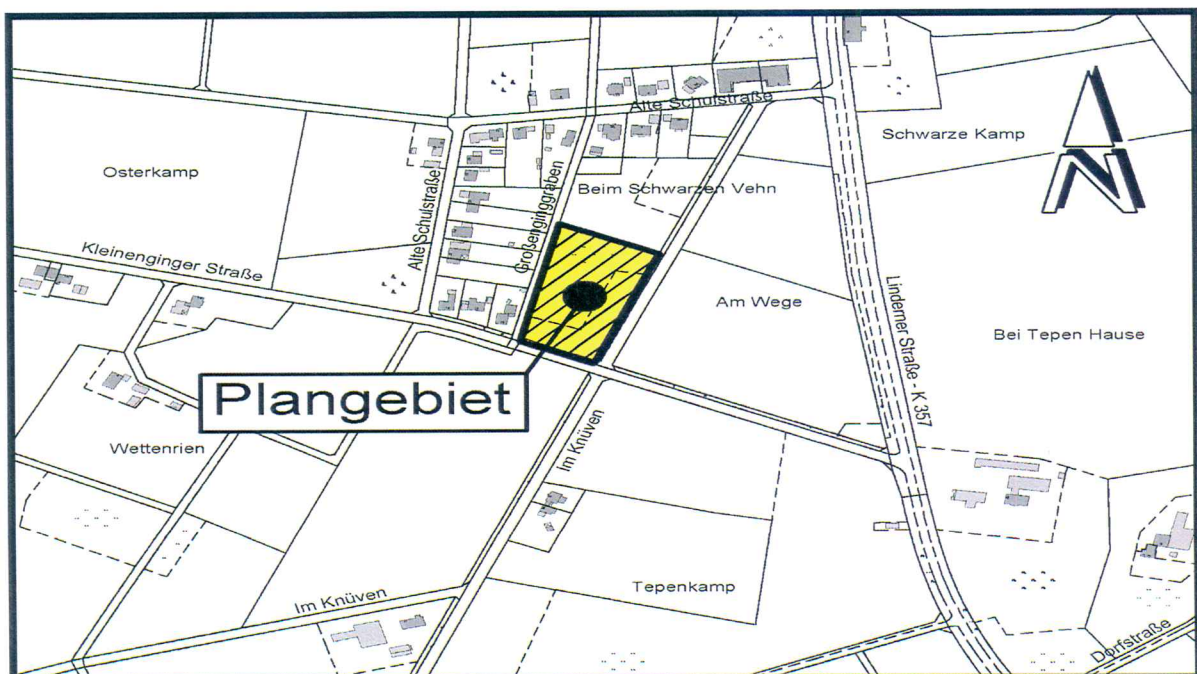 Alte Schulstraße
Schwarze Kamp
N
Osterkamp
Alte Schulstraße
Großenginggraben
Beim Schwarzen Vehn
Kleinenginger Straße
Am Wege
Linderner Straße - K 357
Bei Tepen Hause
Plangebiet
Wettenrien
Im Knüven
Tepenkamp
Im Knüven
Dorfstraße